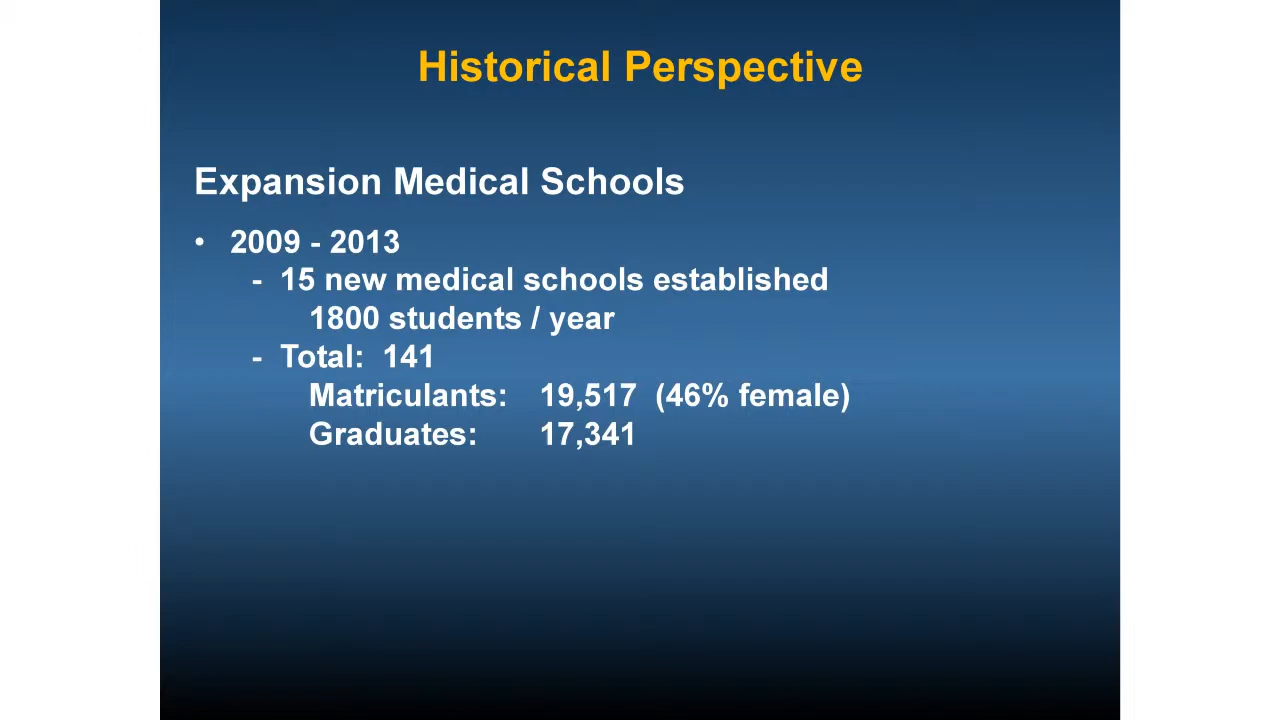 Historical Perspective
Expansion Medical Schools
• 2009 - 2013
- 15 new medical schools established
1800 students / year
- Total: 141
Matriculants: 19,517 (46% female)
Graduates: 17,341